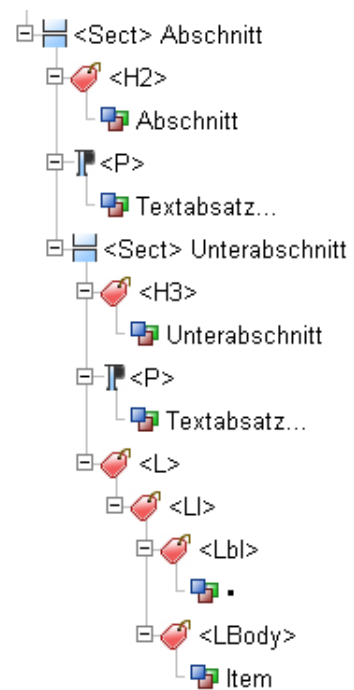 <Sect> Abschnitt
<H2>
Abschnitt
<P>
Textabsatz...
<Sect> Unterabschnitt
<H3>
Unterabschnitt
<P>
Textabsatz...
<L>
<LI>
<Lbl>
▪
<LBody>
Item